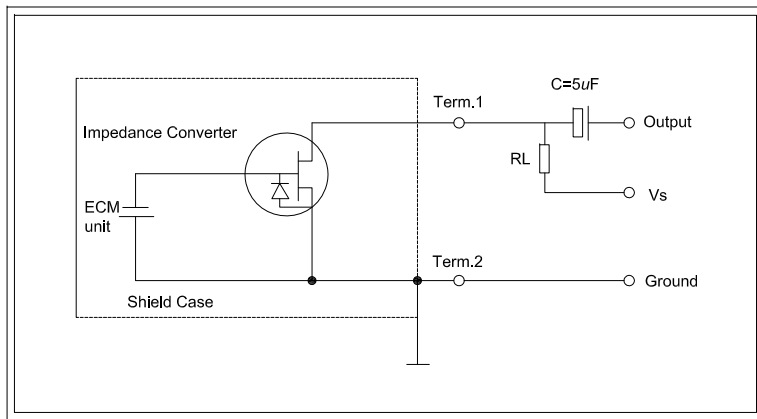 C=5uF
Term.1
Output
Impedance Converter
RL
ECM
unit
Vs
Term.2
Ground
Shield Case